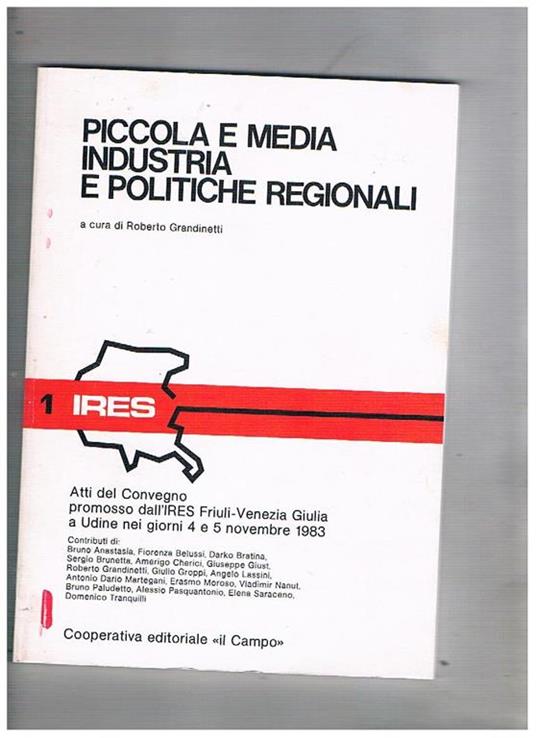 PICCOLA E MEDIA
INDUSTRIA
E POLITICHE REGIONALI
a cura di Roberto Grandinetti
1 IRES
Atti del Convegno
promosso dall'IRES Friuli-Venezia Giulia
a Udine nei giorni 4 e 5 novembre 1983
Contributi di:
Bruno Anastasia, Fiorenza Belussi, Darko Bratina,
Sergio Brunetta, Amerigo Cherici, Giuseppe Giust,
Roberto Grandinetti, Giulio Groppi, Angelo Lassini,
Antonio Dario Martegani, Erasmo Moroso, Vladimir Nanut,
Bruno Paludetto, Alessio Pasquantonio, Elena Saraceno,
Domenico Tranquilli
Cooperativa editoriale «il Campo»